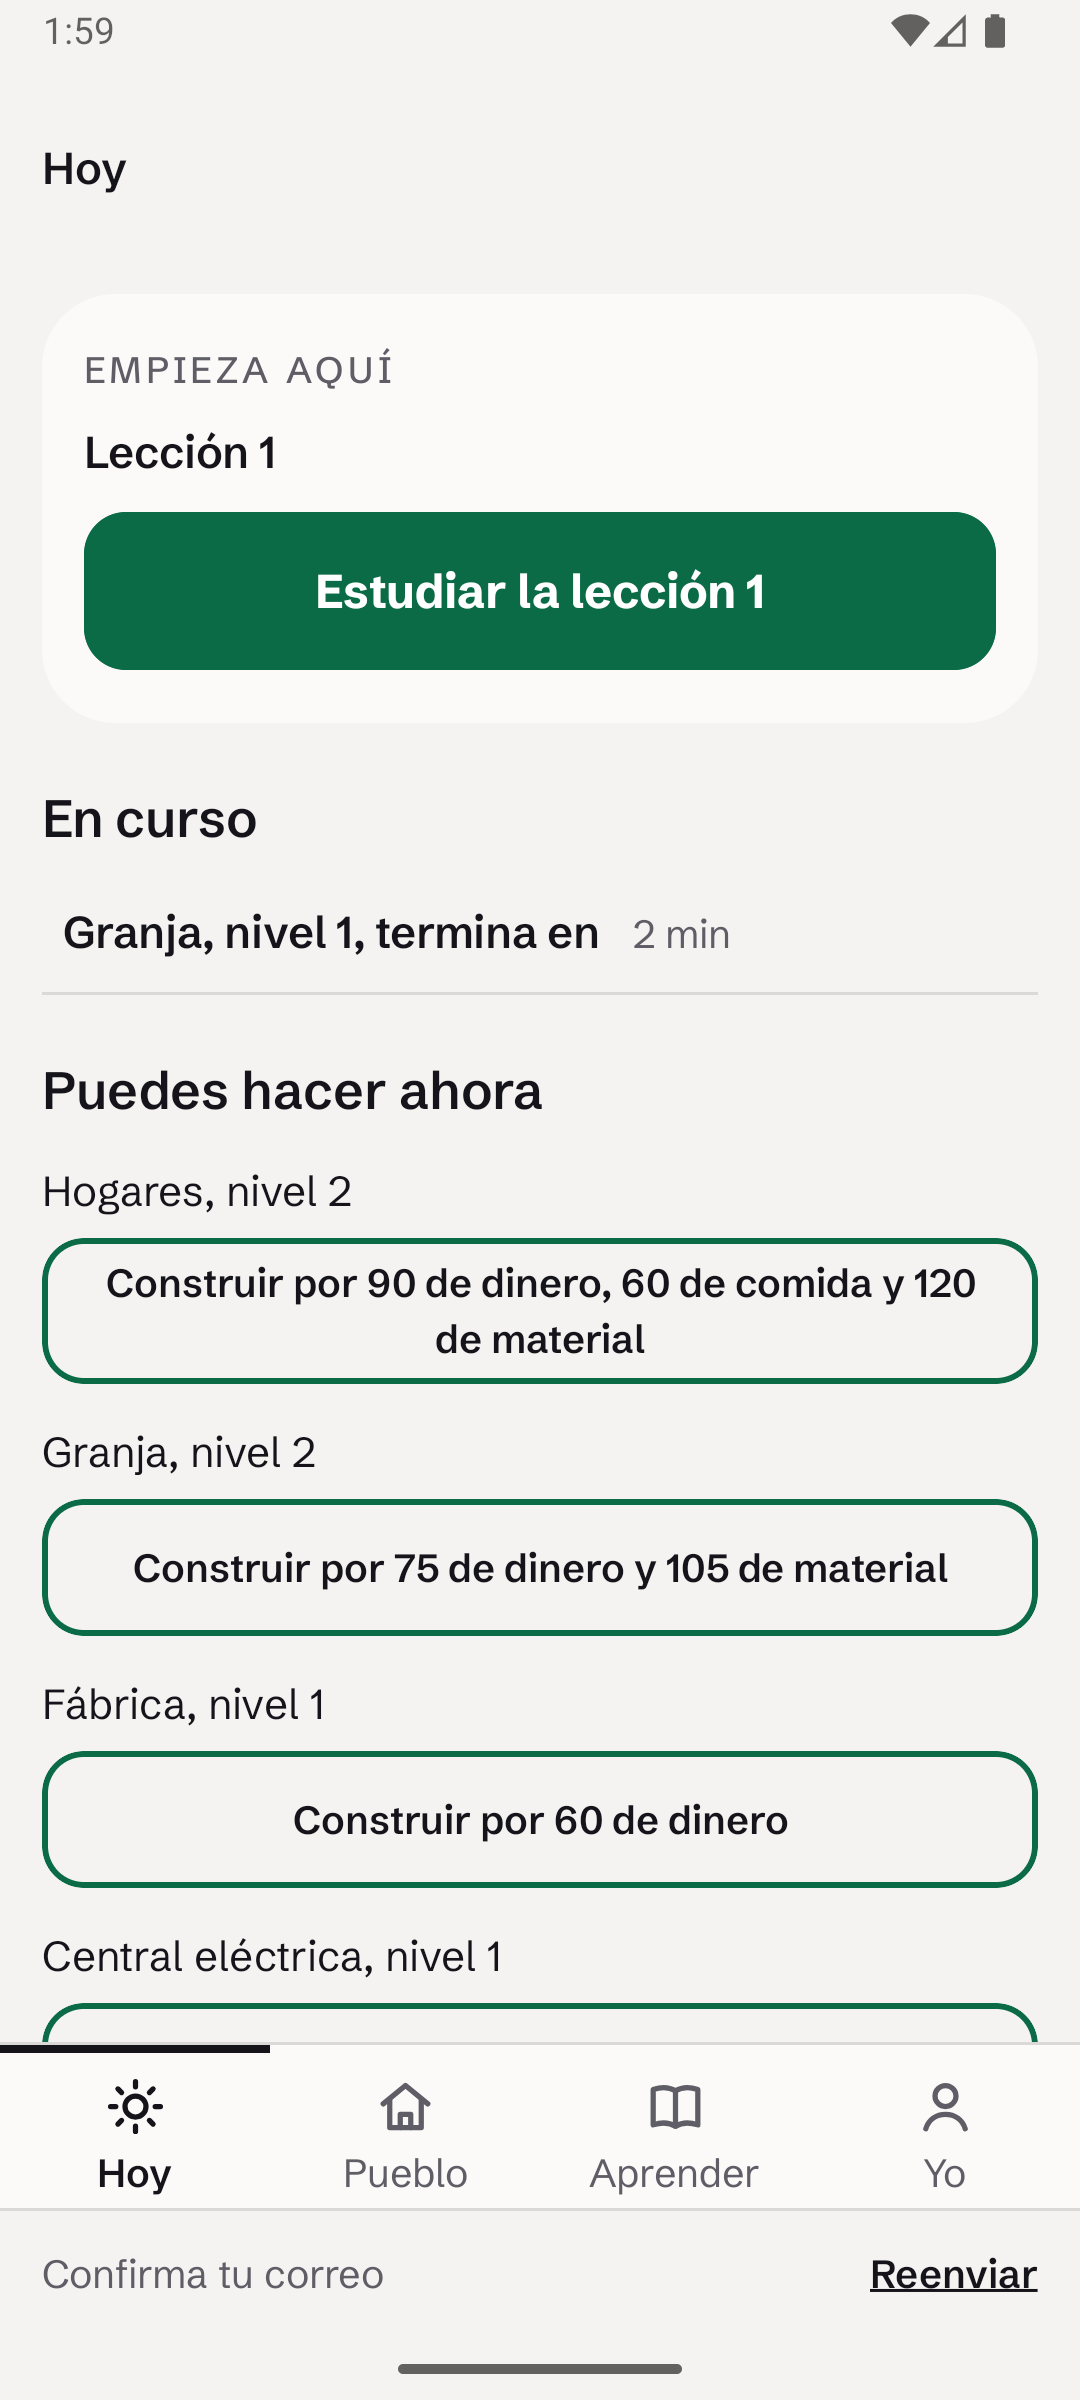 1:59
Hoy
EMPIEZA AQUÍ
Lección 1
Estudiar la lección 1
En curso
Granja, nivel 1, termina en 2 min
Puedes hacer ahora
Hogares, nivel 2
Construir por 90 de dinero, 60 de comida y 120
de material
Granja, nivel 2
Construir por 75 de dinero y 105 de material
Fábrica, nivel 1
Construir por 60 de dinero
Central eléctrica, nivel 1
Hoy
Pueblo
Aprender
Yo
Confirma tu correo
Reenviar